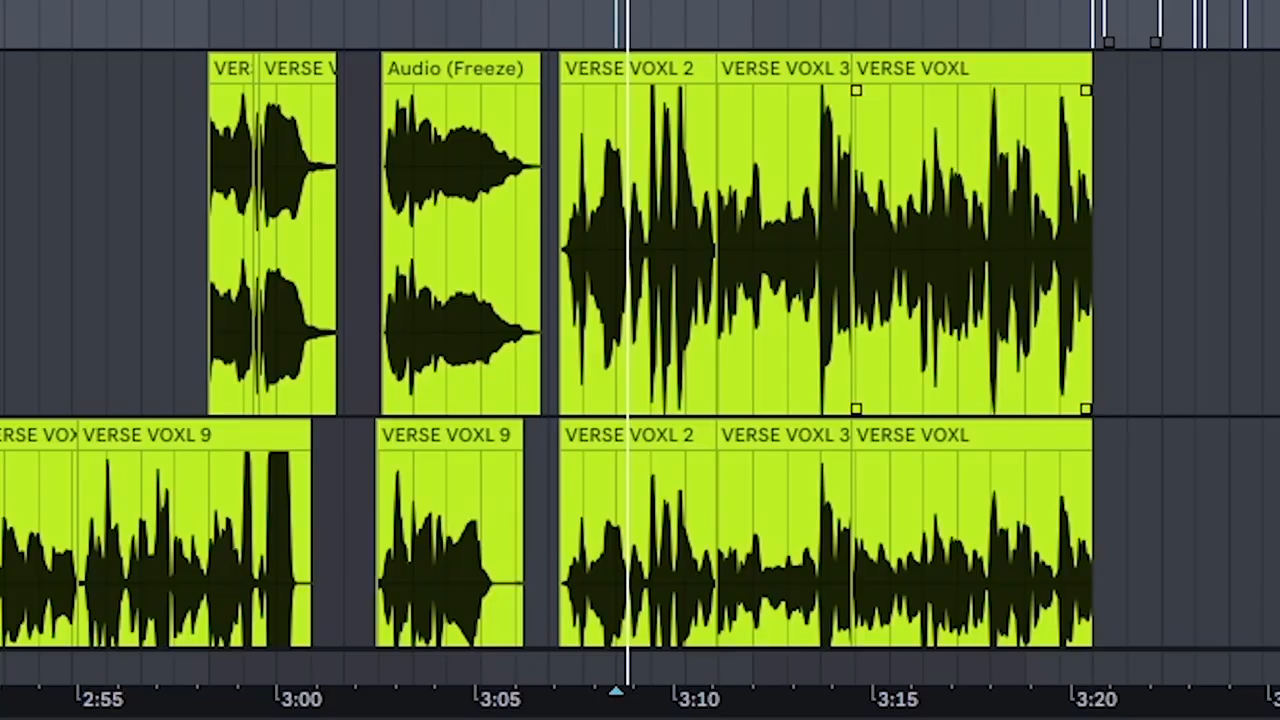 VER VERSE V Audio (Freeze) VERSE VOXL 2 VERSE VOXL 3 VERSE VOXL
ERSE VOX VERSE VOXL 9 VERSE VOXL 9 VERSE VOXL 2 VERSE VOXL 3 VERSE VOXL
2:55 3:00 3:05 3:10 3:15 3:20